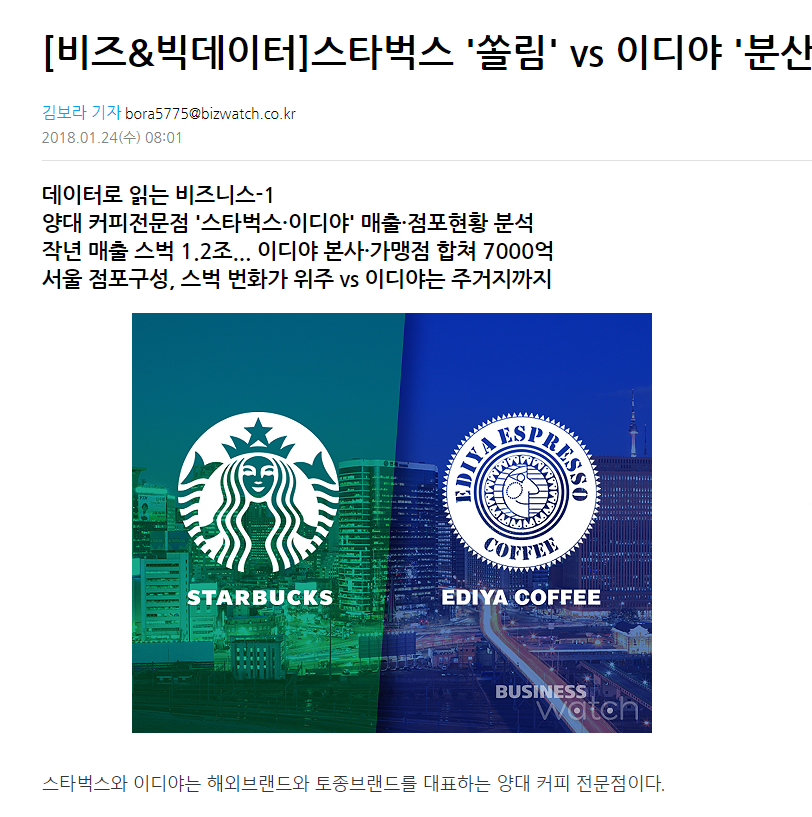 [비즈&빅데이터]스타벅스 '쏠림' vs 이디야 '분산
김보라 기자 bora5775@bizwatch.co.kr
2018.01.24(수) 08:01
데이터로 읽는 비즈니스-1
양대 커피전문점 '스타벅스·이디야' 매출·점포현황 분석
작년 매출 스벅 1.2조... 이디야 본사·가맹점 합쳐 7000억
서울 점포구성, 스벅 번화가 위주 vs 이디야는 주거지까지
EDIYA ESPRESSO
COFFEE
STARBUCKS
EDIYA COFFEE
BUSINESS
watch
스타벅스와 이디야는 해외브랜드와 토종브랜드를 대표하는 양대 커피 전문점이다.